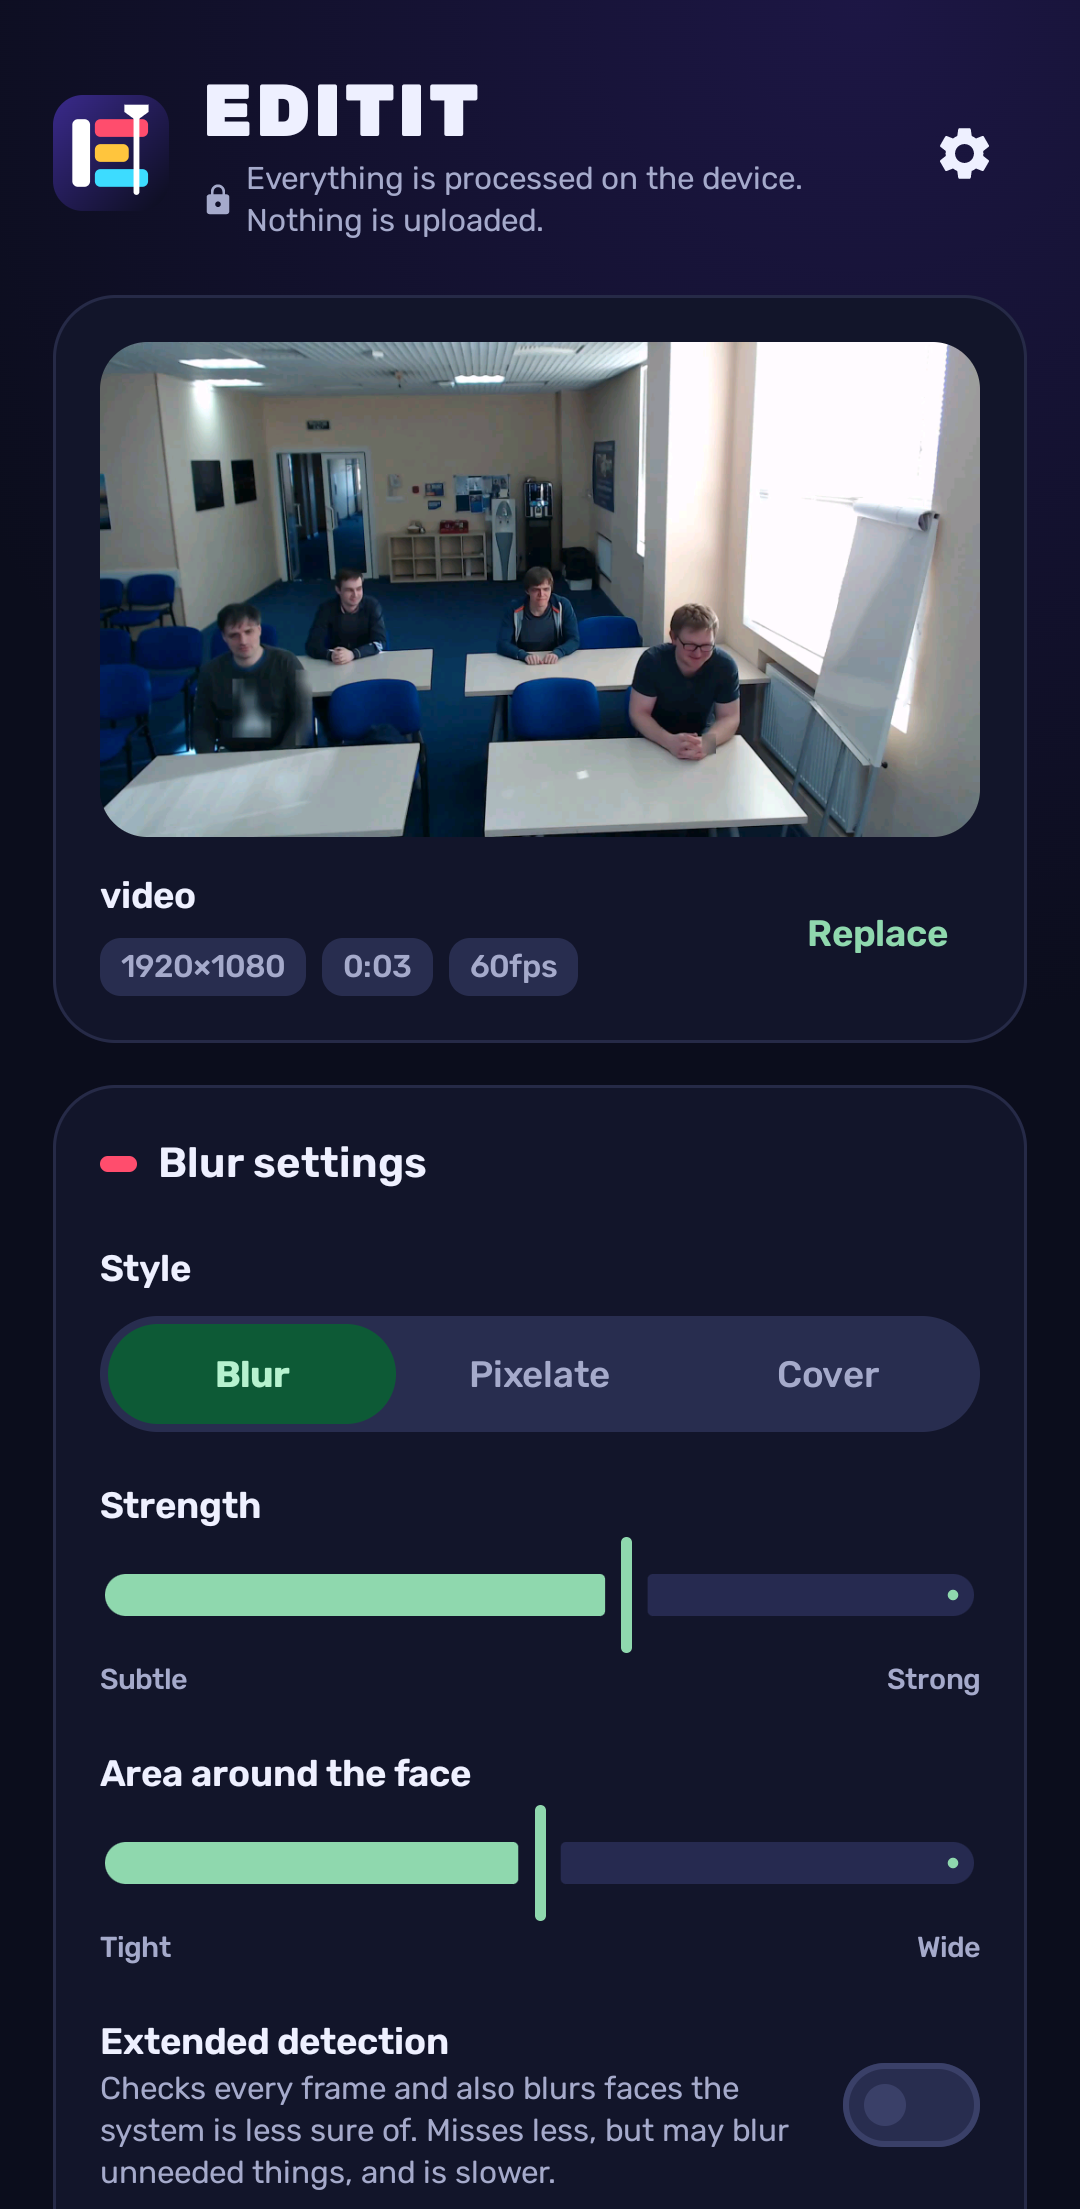 EDITIT
Everything is processed on the device.
Nothing is uploaded.
video
Replace
1920×1080
0:03
60fps
Blur settings
Style
Blur
Pixelate
Cover
Strength
Subtle
Strong
Area around the face
Tight
Wide
Extended detection
Checks every frame and also blurs faces the
system is less sure of. Misses less, but may blur
unneeded things, and is slower.